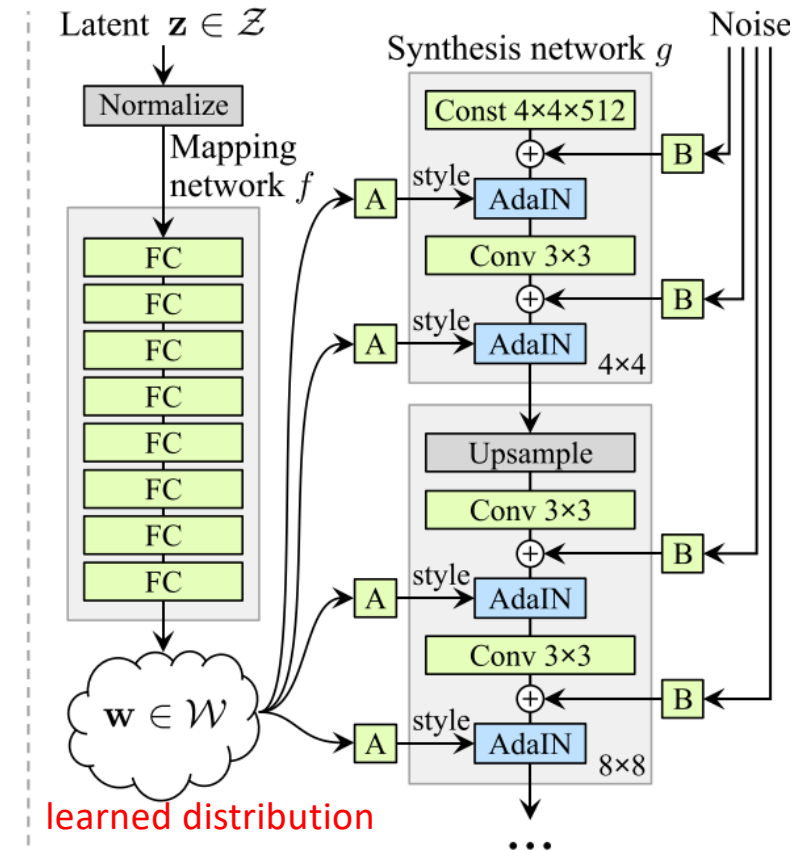 Latent z ∈ 𝒵
Normalize
Mapping
network f
FC
FC
FC
FC
FC
FC
FC
FC
w ∈ 𝒲
learned distribution
Synthesis network g
Noise
Const 4×4×512
B
A
style
AdaIN
Conv 3×3
B
A
style
AdaIN
4×4
Upsample
Conv 3×3
B
A
style
AdaIN
Conv 3×3
B
A
style
AdaIN
8×8
...